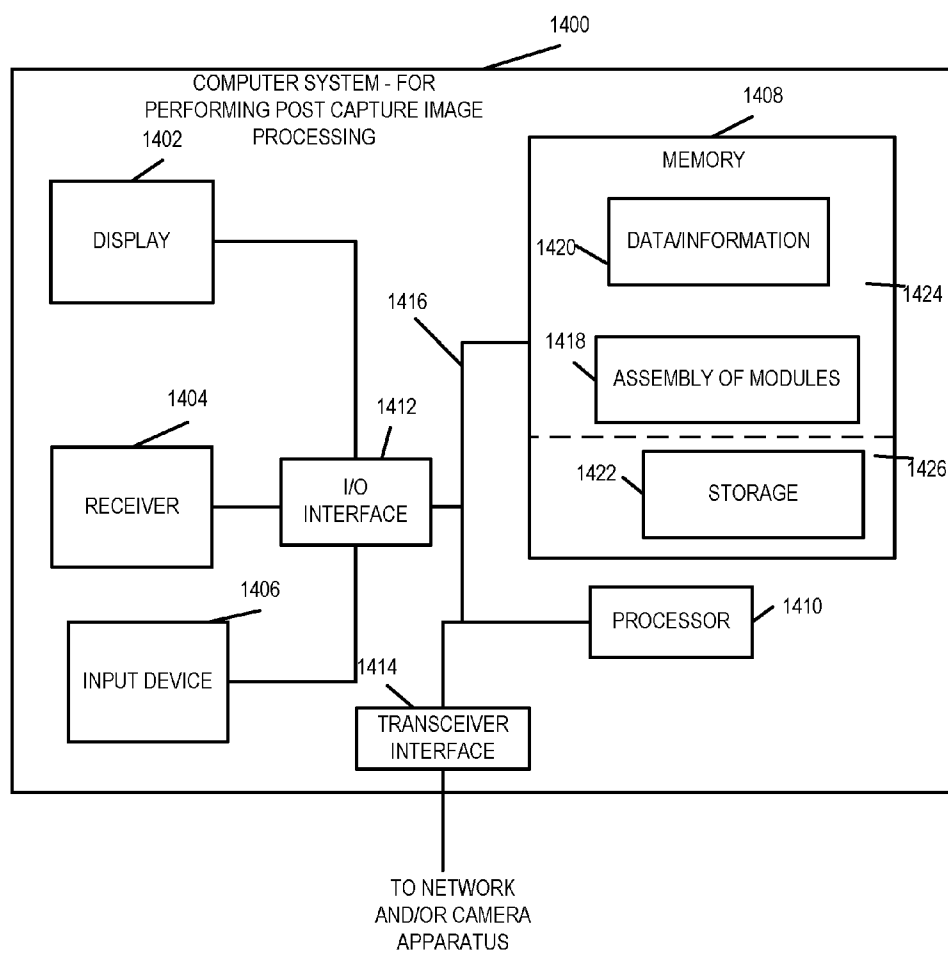 1400
COMPUTER SYSTEM - FOR
PERFORMING POST CAPTURE IMAGE
PROCESSING
1402
1408
DISPLAY
MEMORY
DATA/INFORMATION
1420
1424
1416
1418
ASSEMBLY OF MODULES
1404
1412
RECEIVER
I/O
INTERFACE
1426
1422
STORAGE
1406
INPUT DEVICE
PROCESSOR
1410
1414
TRANSCEIVER
INTERFACE
TO NETWORK
AND/OR CAMERA
APPARATUS